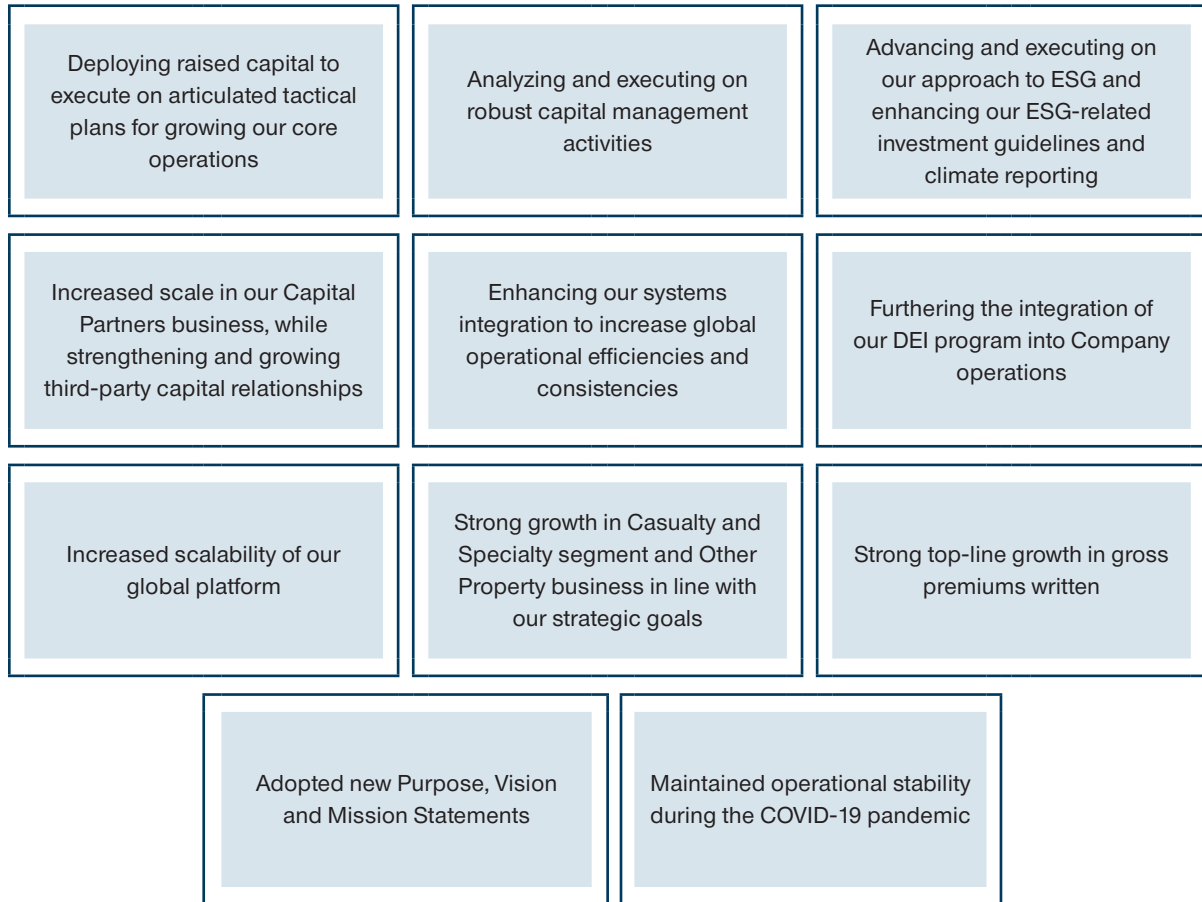 Deploying raised capital to
execute on articulated tactical
plans for growing our core
operations
Analyzing and executing on
robust capital management
activities
Advancing and executing on
our approach to ESG and
enhancing our ESG-related
investment guidelines and
climate reporting
Increased scale in our Capital
Partners business, while
strengthening and growing
third-party capital relationships
Enhancing our systems
integration to increase global
operational efficiencies and
consistencies
Furthering the integration of
our DEI program into Company
operations
Increased scalability of our
global platform
Strong growth in Casualty and
Specialty segment and Other
Property business in line with
our strategic goals
Strong top-line growth in gross
premiums written
Adopted new Purpose, Vision
and Mission Statements
Maintained operational stability
during the COVID-19 pandemic